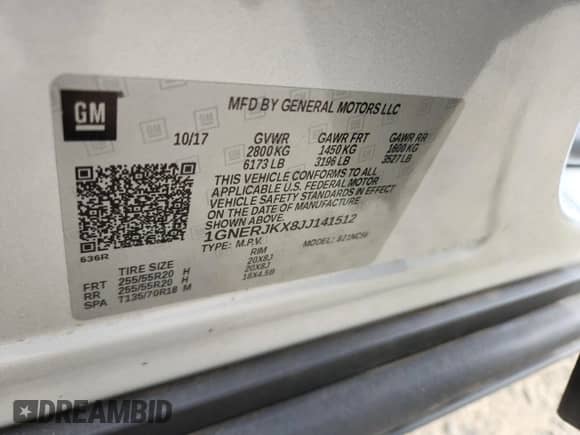 GM
MFD BY GENERAL MOTORS LLC
10/17 GVWR GAWR FRT GAWR RR
2800 KG 1450 KG 1600 KG
6173 LB 3196 LB 3527 LB
THIS VEHICLE CONFORMS TO ALL
APPLICABLE U.S. FEDERAL MOTOR
VEHICLE SAFETY STANDARDS IN EFFECT
ON THE DATE OF MANUFACTURE
SHOWN ABOVE.
1GNERJKX8JJ141512
636R TYPE: M.P.V. MODEL:
TIRE SIZE RIM
FRT 255/55R20 H 20X8J
RR 255/55R20 H 20X8J
SPA T135/70R18 M 18X4.5B
DREAMBID